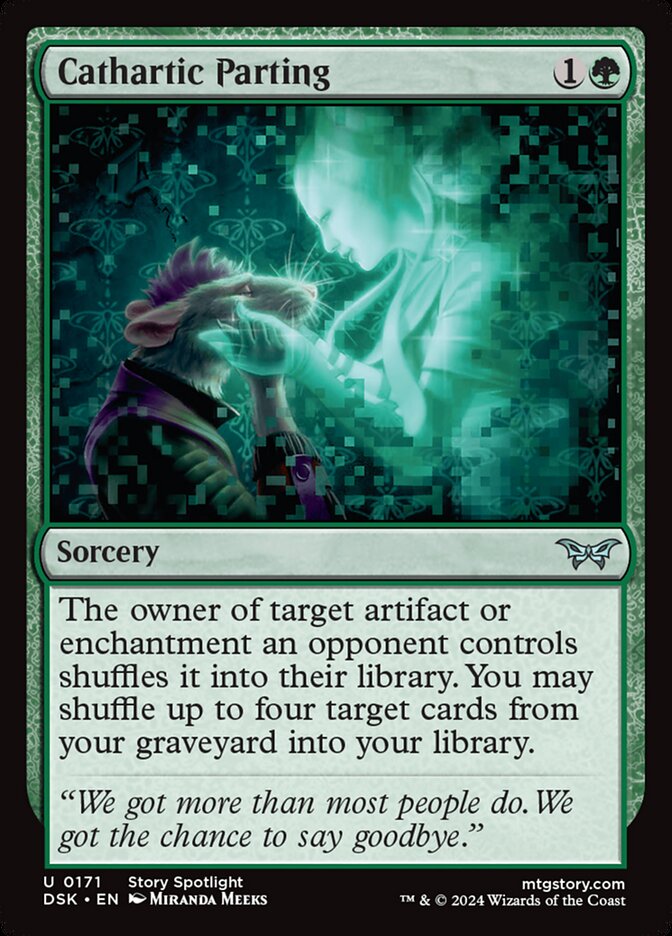 Cathartic Parting 1
Sorcery
The owner of target artifact or
enchantment an opponent controls
shuffles it into their library. You may
shuffle up to four target cards from
your graveyard into your library.
“We got more than most people do. We
got the chance to say goodbye.”
U 0171 Story Spotlight mtgstory.com
DSK • EN Miranda Meeks ™ & © 2024 Wizards of the Coast